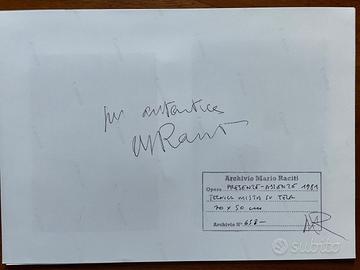 per autentica
M Raciti
Archivio Mario Raciti
Opera PRESENZE-ASSENZE 1981
TECNICA MISTA SU TELA
70 x 50 cm
Archivio N° 658-
subito